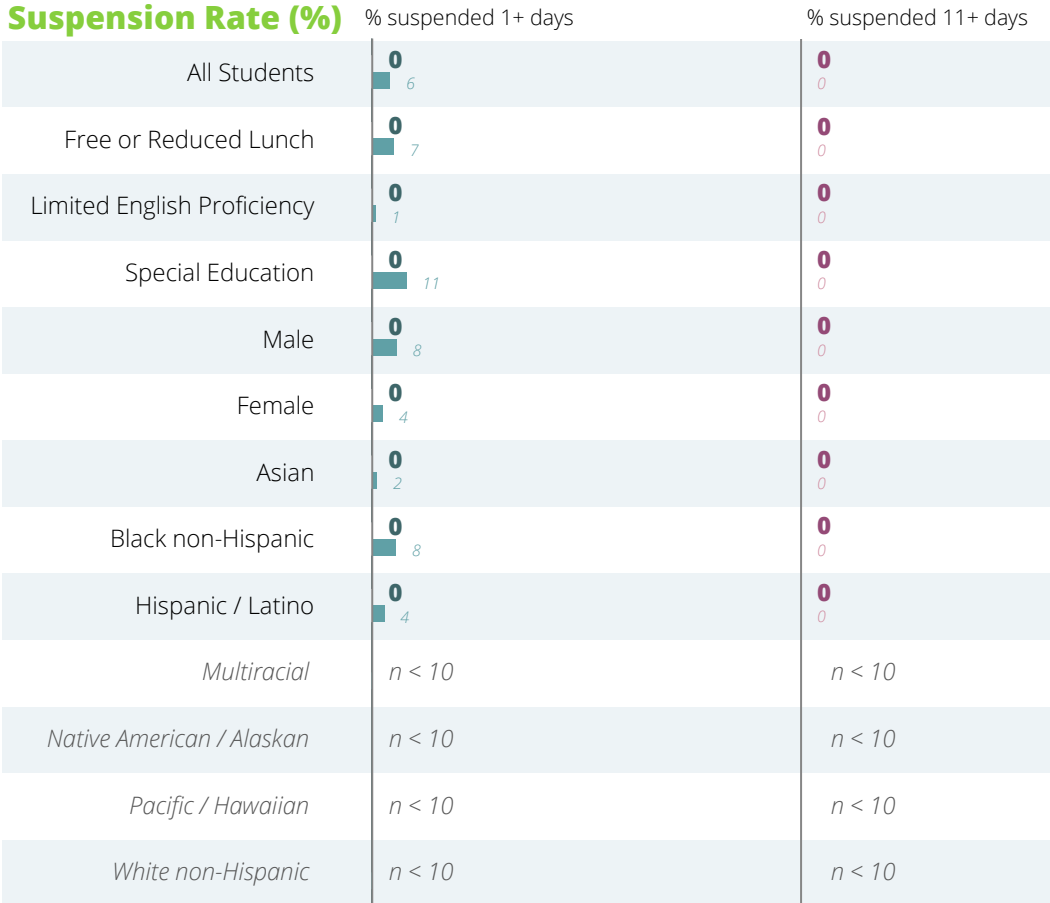 Suspension Rate (%) % suspended 1+ days % suspended 11+ days
All Students 0 0
6 0
Free or Reduced Lunch 0 0
7 0
Limited English Proficiency 0 0
1 0
Special Education 0 0
11 0
Male 0 0
8 0
Female 0 0
4 0
Asian 0 0
2 0
Black non-Hispanic 0 0
8 0
Hispanic / Latino 0 0
4 0
Multiracial n < 10 n < 10
Native American / Alaskan n < 10 n < 10
Pacific / Hawaiian n < 10 n < 10
White non-Hispanic n < 10 n < 10